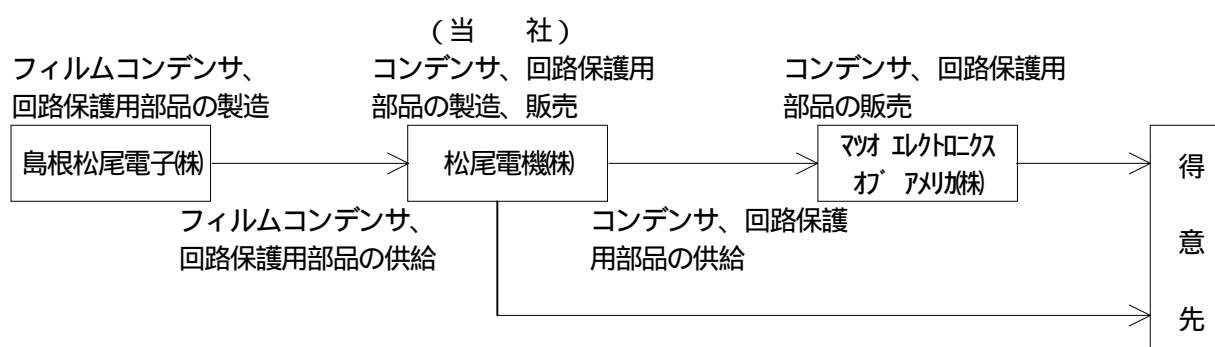 (当 社)
フィルムコンデンサ、
回路保護用部品の製造
コンデンサ、回路保護用
部品の製造、販売
コンデンサ、回路保護用
部品の販売
島根松尾電子㈱
松尾電機㈱
マツオ エレクトロニクス
オブ アメリカ㈱
得意先
フィルムコンデンサ、
回路保護用部品の供給
コンデンサ、回路保護
用部品の供給